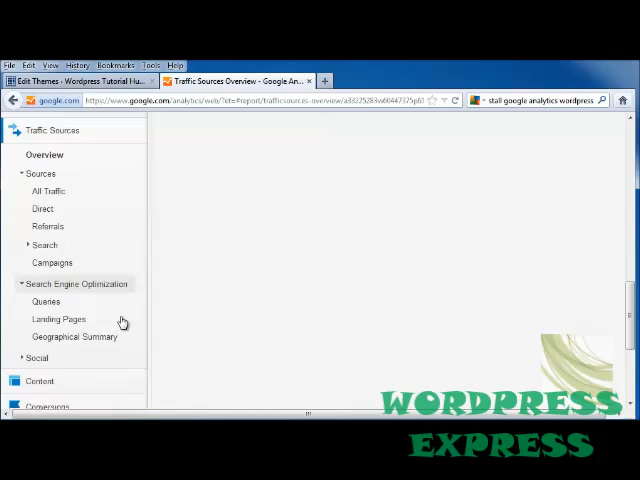 File Edit View History Bookmarks Tools Help
Edit Themes - Wordpress Tutorial Hu... Traffic Sources Overview - Google An...
google.com https://www.google.com/analytics/web/?et=#report/trafficsources-overview/a33225283w60447375p61 stall google analytics wordpress
Traffic Sources
Overview
Sources
All Traffic
Direct
Referrals
Search
Campaigns
Search Engine Optimization
Queries
Landing Pages
Geographical Summary
Social
Content
Conversions
WORDPRESS
EXPRESS